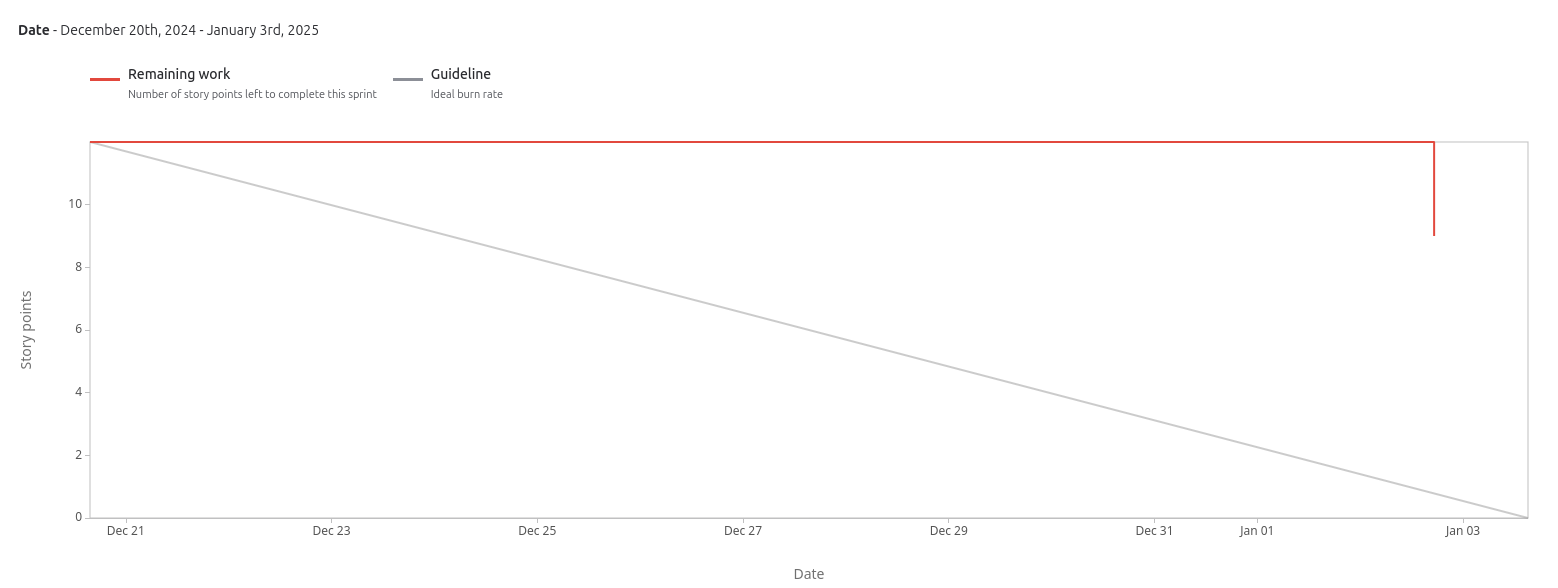 Date - December 20th, 2024 - January 3rd, 2025
Remaining work
Number of story points left to complete this sprint
Guideline
Ideal burn rate
Story points
10
8
6
4
2
0
Dec 21 Dec 23 Dec 25 Dec 27 Dec 29 Dec 31 Jan 01 Jan 03
Date